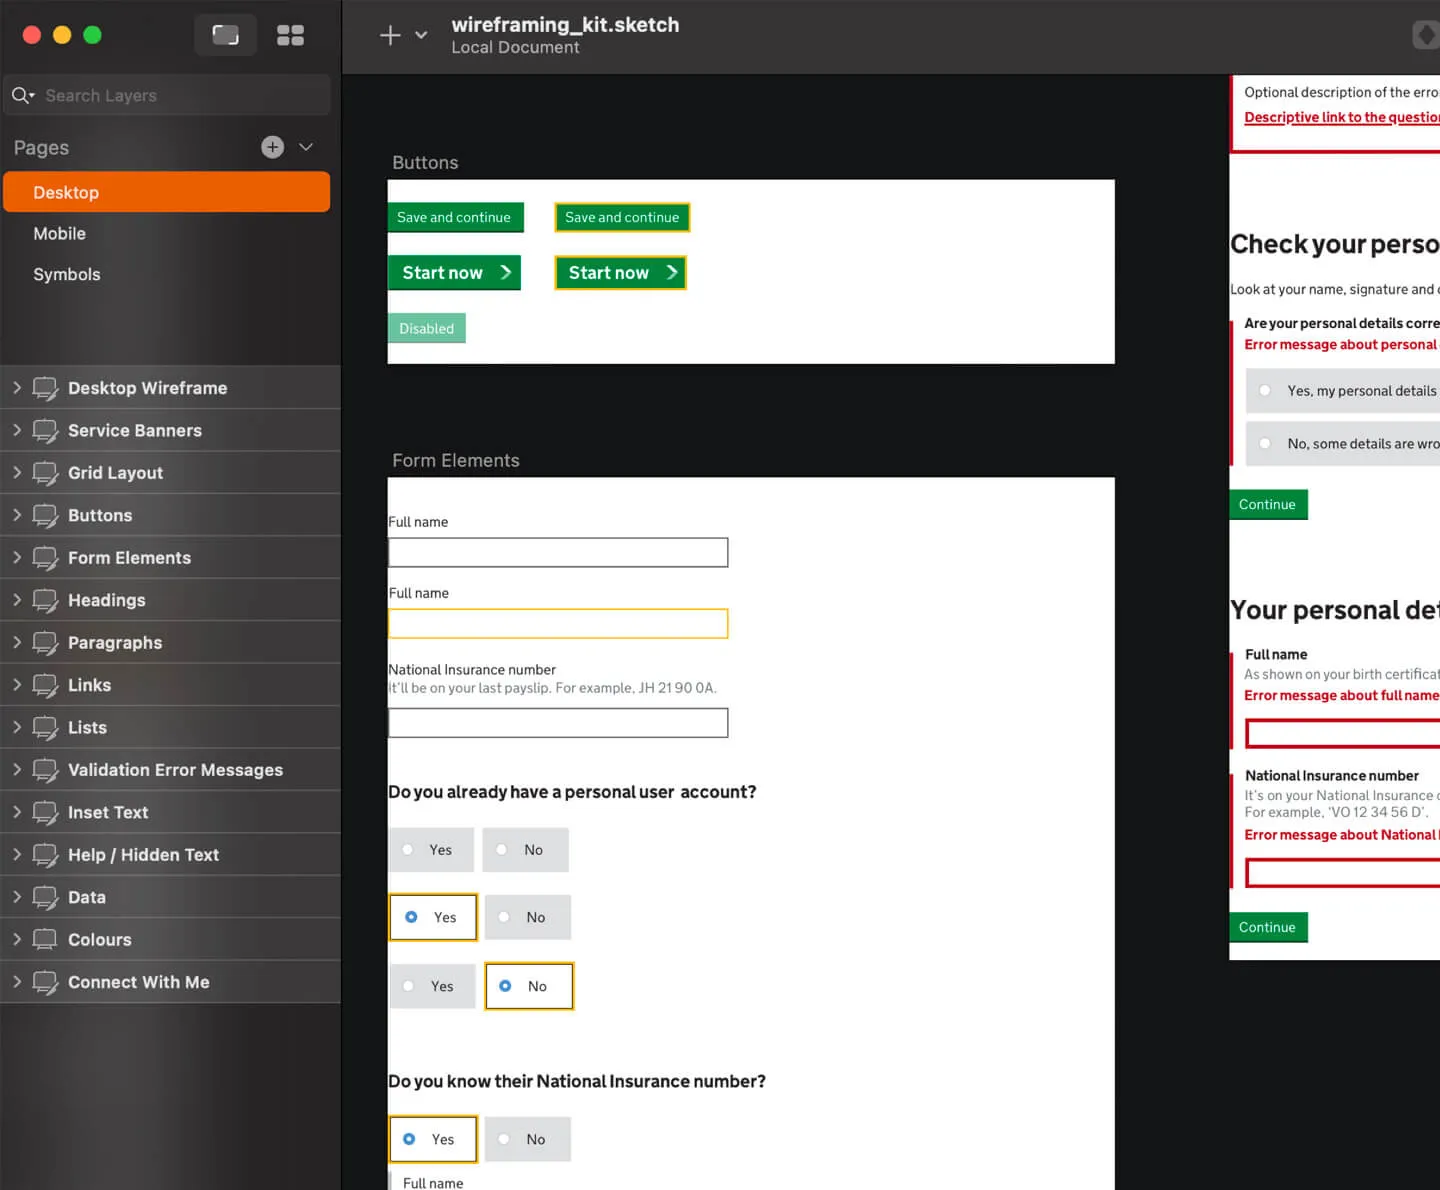 wireframing_kit.sketch
Local Document
Search Layers
Pages
Desktop
Mobile
Symbols
Desktop Wireframe
Service Banners
Grid Layout
Buttons
Form Elements
Headings
Paragraphs
Links
Lists
Validation Error Messages
Inset Text
Help / Hidden Text
Data
Colours
Connect With Me
Buttons
Save and continue
Save and continue
Start now
Start now
Disabled
Form Elements
Full name
Full name
National Insurance number
It'll be on your last payslip. For example, JH 21 90 0A.
Do you already have a personal user account?
Yes No
Yes No
Yes No
Do you know their National Insurance number?
Yes No
Full name
Optional description of the erro
Descriptive link to the question
Check your perso
Look at your name, signature and
Are your personal details corre
Error message about personal
Yes, my personal details
No, some details are wro
Continue
Your personal det
Full name
As shown on your birth certificat
Error message about full name
National Insurance number
It's on your National Insurance
For example, 'VO 12 34 56 D'.
Error message about National
Continue